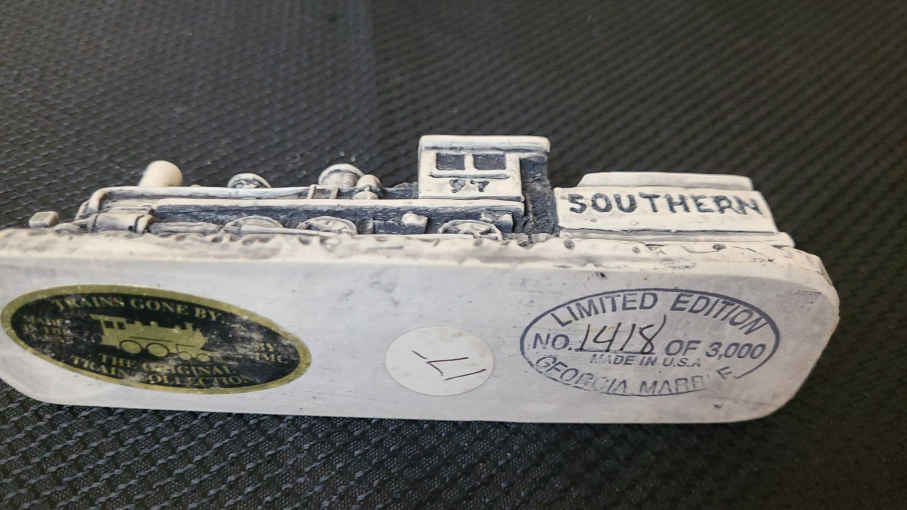 97
SOUTHERN
TRAINS GONE BY
THE ORIGINAL
TRAIN COLLECTION
LIMITED EDITION
NO. 1418 OF 3,000
MADE IN U.S.A
GEORGIA MARBLE